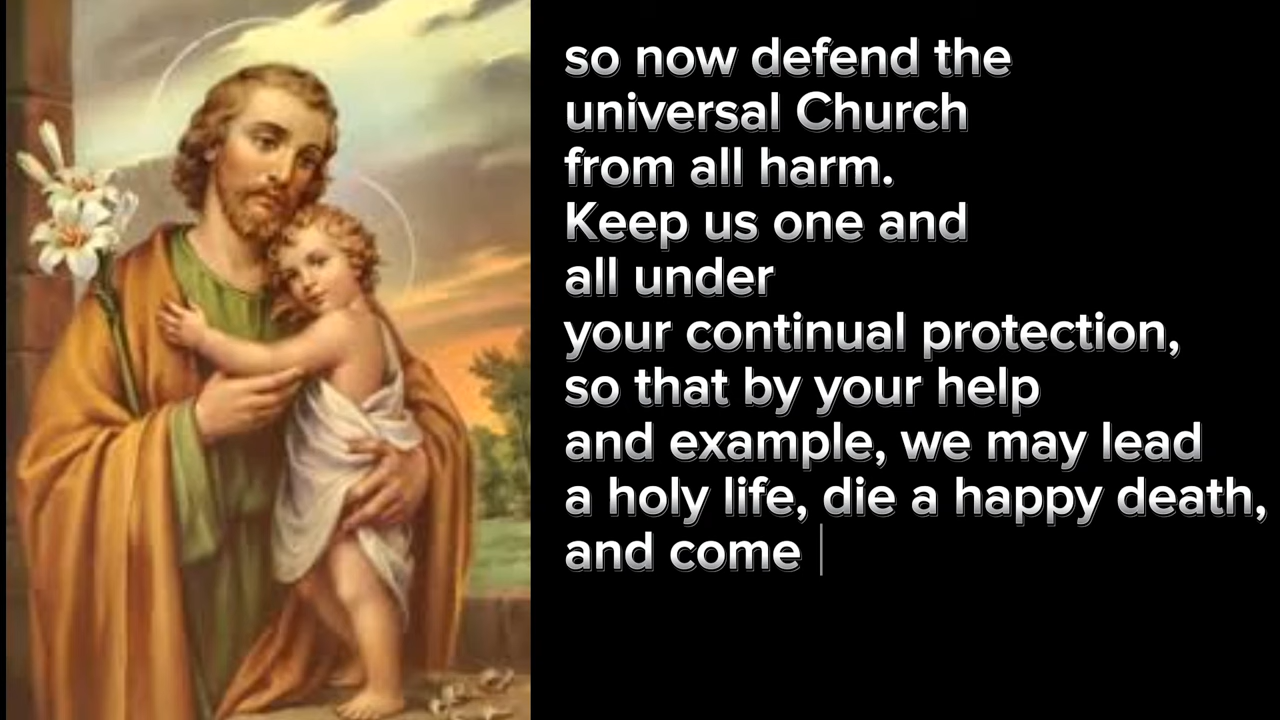 so now defend the
universal Church
from all harm.
Keep us one and
all under
your continual protection,
so that by your help
and example, we may lead
a holy life, die a happy death,
and come